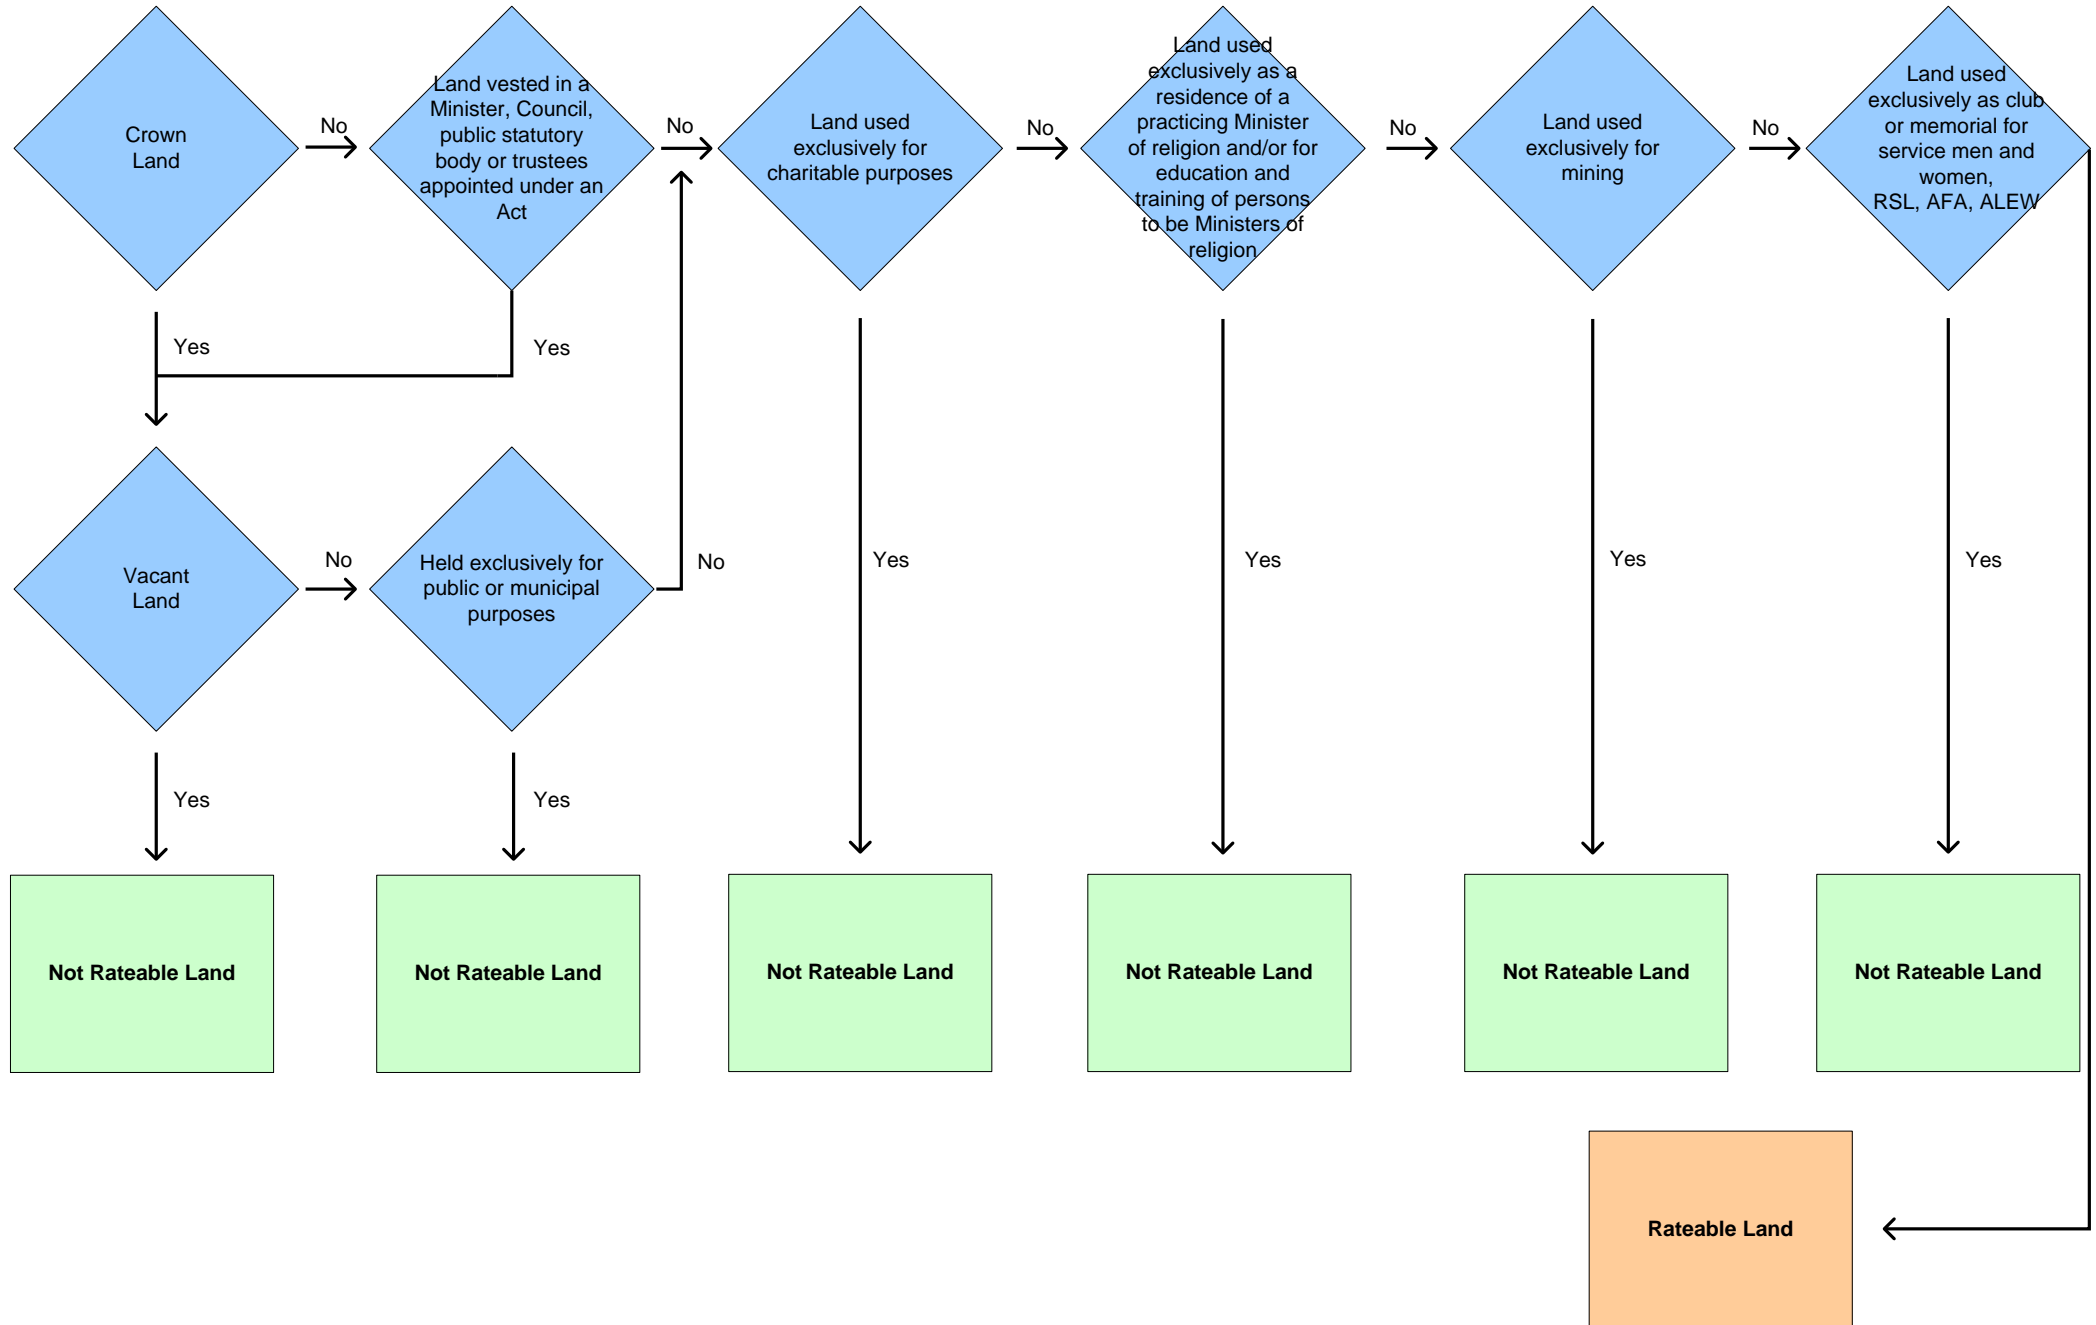 Crown
Land
No
Land vested in a
Minister, Council,
public statutory
body or trustees
appointed under an
Act
No
Land used
exclusively for
charitable purposes
No
Land used
exclusively as a
residence of a
practicing Minister
of religion and/or for
education and
training of persons
to be Ministers of
religion
No
Land used
exclusively for
mining
No
Land used
exclusively as club
or memorial for
service men and
women,
RSL, AFA, ALEW
Yes
Yes
Vacant
Land
No
Held exclusively for
public or municipal
purposes
No
Yes
Yes
Yes
Yes
Yes
Yes
Not Rateable Land
Not Rateable Land
Not Rateable Land
Not Rateable Land
Not Rateable Land
Not Rateable Land
Rateable Land